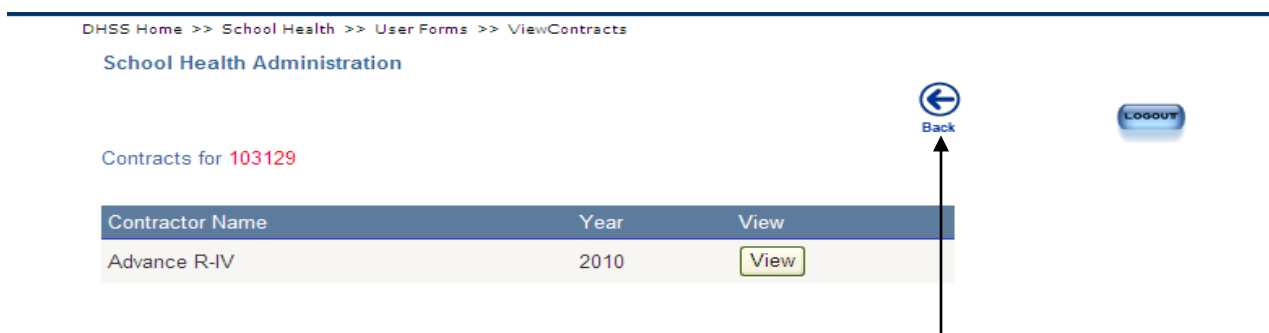 DHSS Home >> School Health >> User Forms >> ViewContracts
School Health Administration
Back
LOGOUT
Contracts for 103129
Contractor Name Year View
Advance R-IV 2010 View